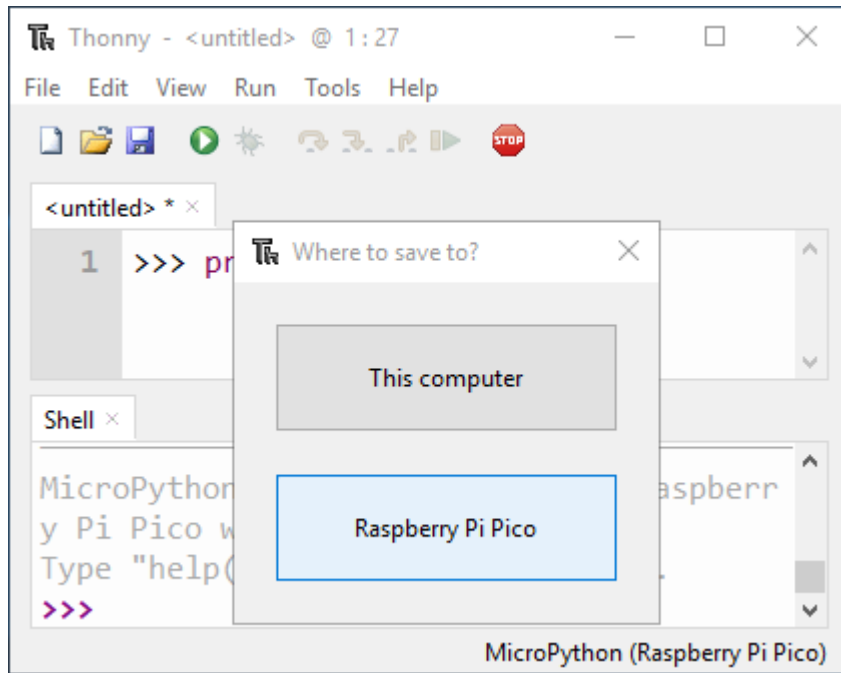 Thonny - <untitled> @ 1:27
File Edit View Run Tools Help
STOP
<untitled> *
1 >>> pr
Where to save to?
This computer
Raspberry Pi Pico
Shell
MicroPython aspberr
y Pi Pico w
Type "help( .
>>>
MicroPython (Raspberry Pi Pico)